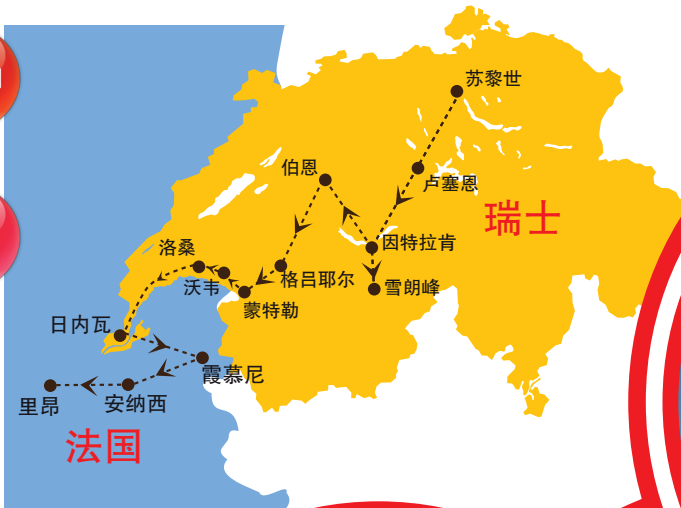 苏黎世
伯恩
卢塞恩
瑞士
因特拉肯
洛桑
格吕耶尔
雪朗峰
沃韦
蒙特勒
日内瓦
霞慕尼
里昂
安纳西
法国